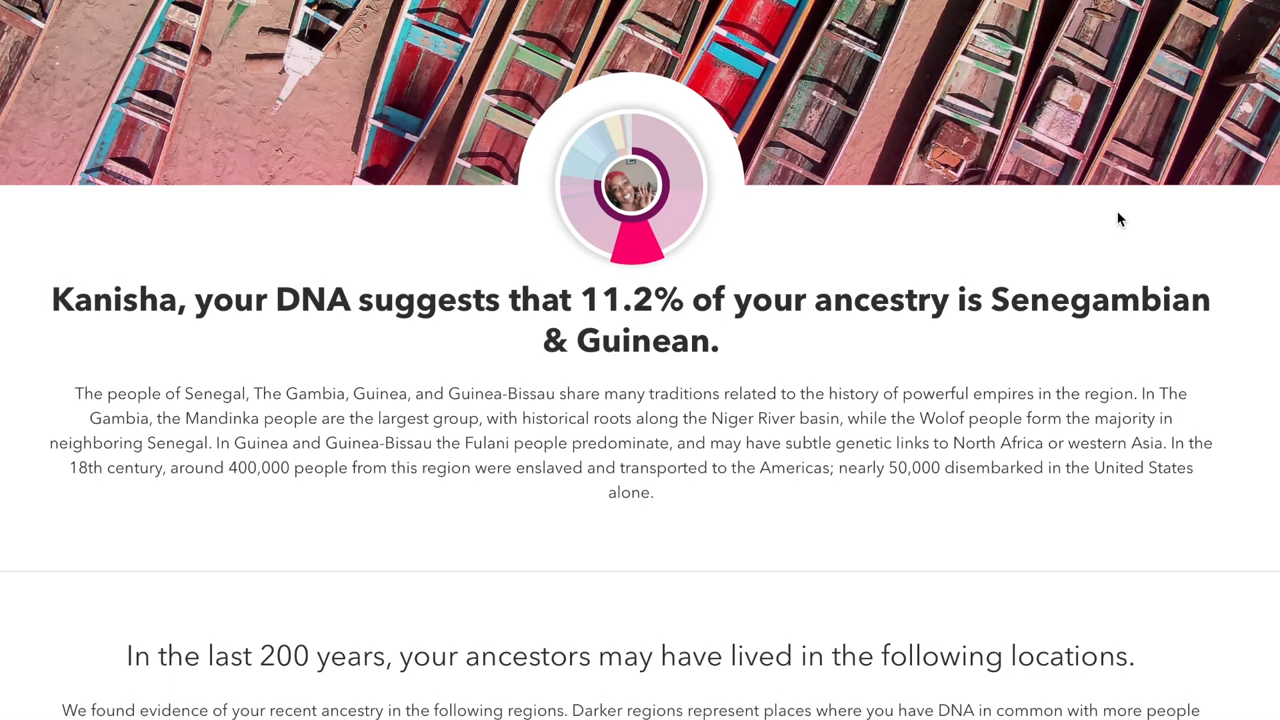 Kanisha, your DNA suggests that 11.2% of your ancestry is Senegambian
& Guinean.
The people of Senegal, The Gambia, Guinea, and Guinea-Bissau share many traditions related to the history of powerful empires in the region. In The
Gambia, the Mandinka people are the largest group, with historical roots along the Niger River basin, while the Wolof people form the majority in
neighboring Senegal. In Guinea and Guinea-Bissau the Fulani people predominate, and may have subtle genetic links to North Africa or western Asia. In the
18th century, around 400,000 people from this region were enslaved and transported to the Americas; nearly 50,000 disembarked in the United States
alone.
In the last 200 years, your ancestors may have lived in the following locations.
We found evidence of your recent ancestry in the following regions. Darker regions represent places where you have DNA in common with more people